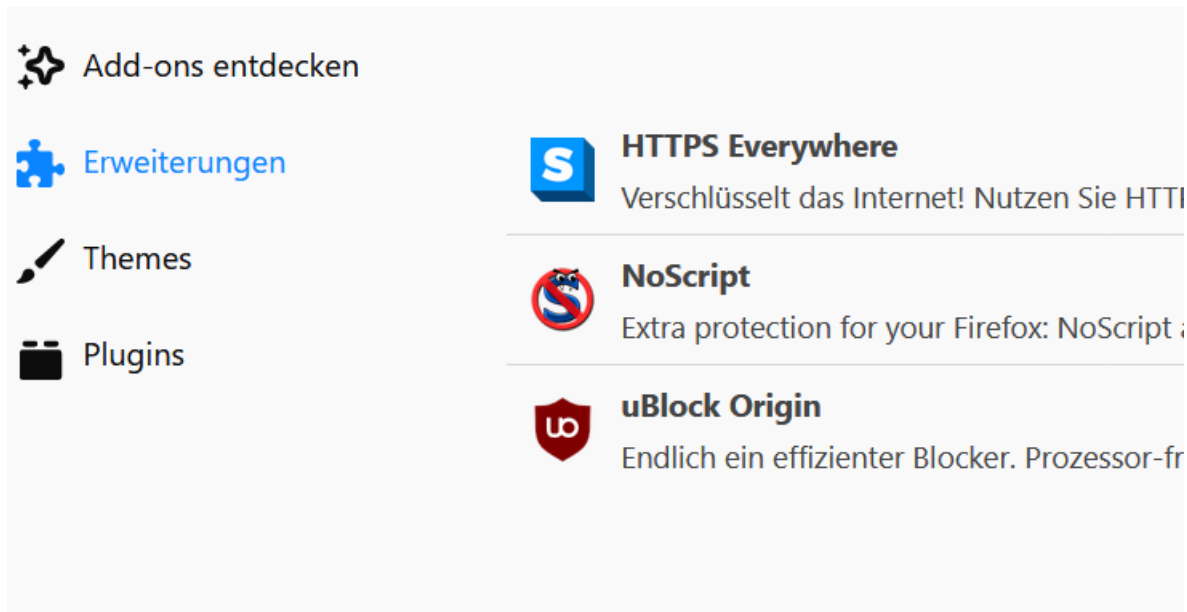 Add-ons entdecken
Erweiterungen
Themes
Plugins
HTTPS Everywhere
Verschlüsselt das Internet! Nutzen Sie
NoScript
Extra protection for your Firefox: NoScript
uBlock Origin
Endlich ein effizienter Blocker.